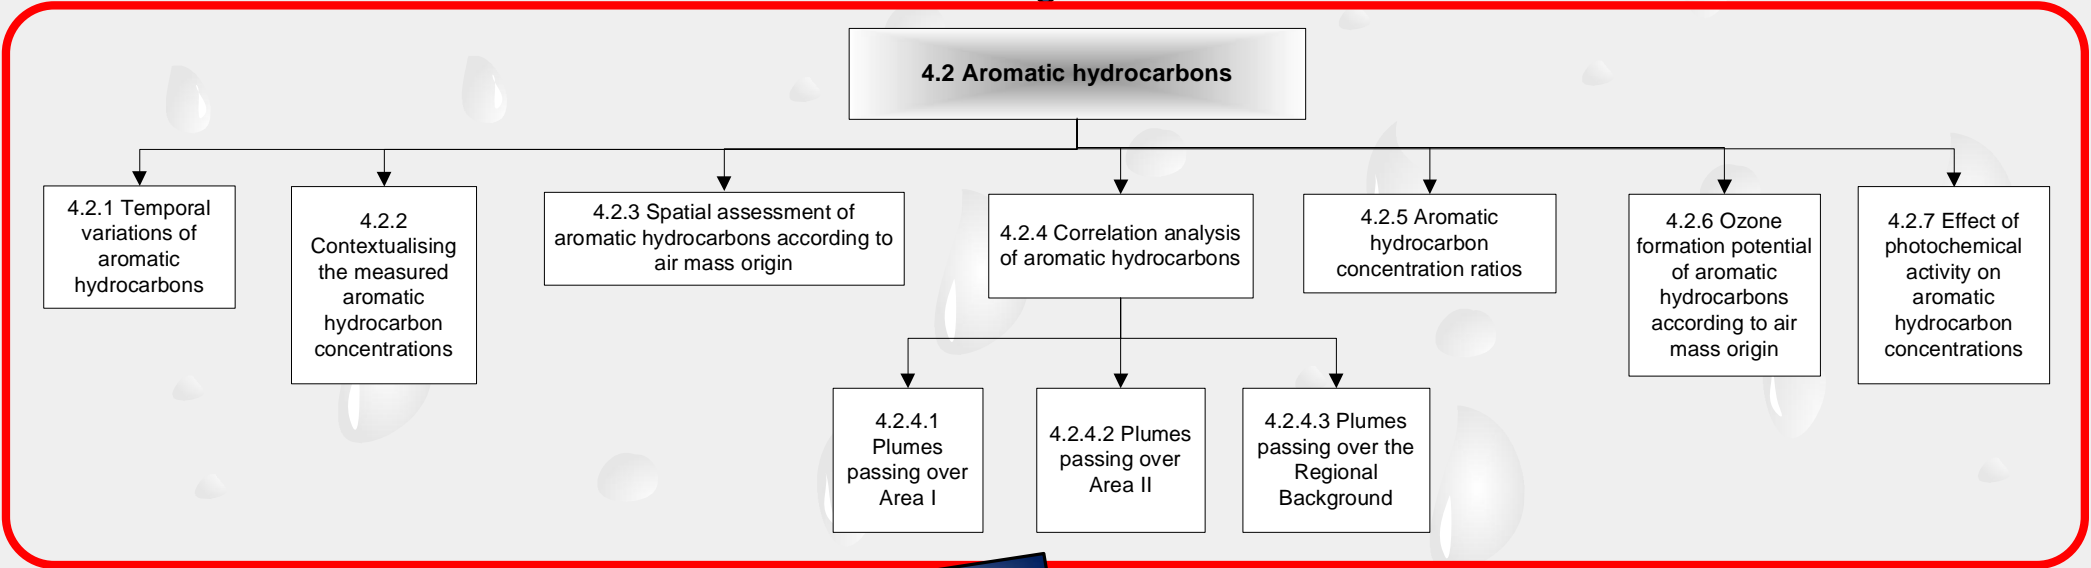 4.2 Aromatic hydrocarbons
4.2.1 Temporal
variations of
aromatic
hydrocarbons
4.2.2
Contextualising
the measured
aromatic
hydrocarbon
concentrations
4.2.3 Spatial assessment of
aromatic hydrocarbons according to
air mass origin
4.2.4 Correlation analysis
of aromatic hydrocarbons
4.2.5 Aromatic
hydrocarbon
concentration ratios
4.2.6 Ozone
formation potential
of aromatic
hydrocarbons
according to air
mass origin
4.2.7 Effect of
photochemical
activity on
aromatic
hydrocarbon
concentrations
4.2.4.1
Plumes
passing over
Area I
4.2.4.2 Plumes
passing over
Area II
4.2.4.3 Plumes
passing over the
Regional
Background